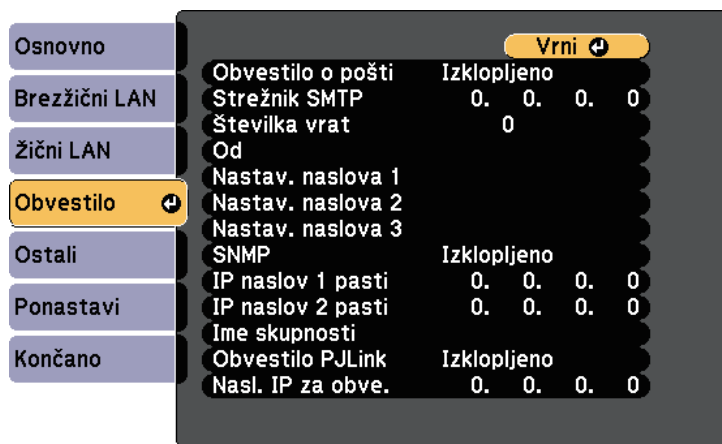 Osnovno
Brezžični LAN
Žični LAN
Obvestilo
Ostali
Ponastavi
Končano
Vrni
Obvestilo o pošti Izklopljeno
Strežnik SMTP 0. 0. 0. 0
Številka vrat 0
Od
Nastav. naslova 1
Nastav. naslova 2
Nastav. naslova 3
SNMP Izklopljeno
IP naslov 1 pasti 0. 0. 0. 0
IP naslov 2 pasti 0. 0. 0. 0
Ime skupnosti
Obvestilo PJLink Izklopljeno
Nasl. IP za obve. 0. 0. 0. 0